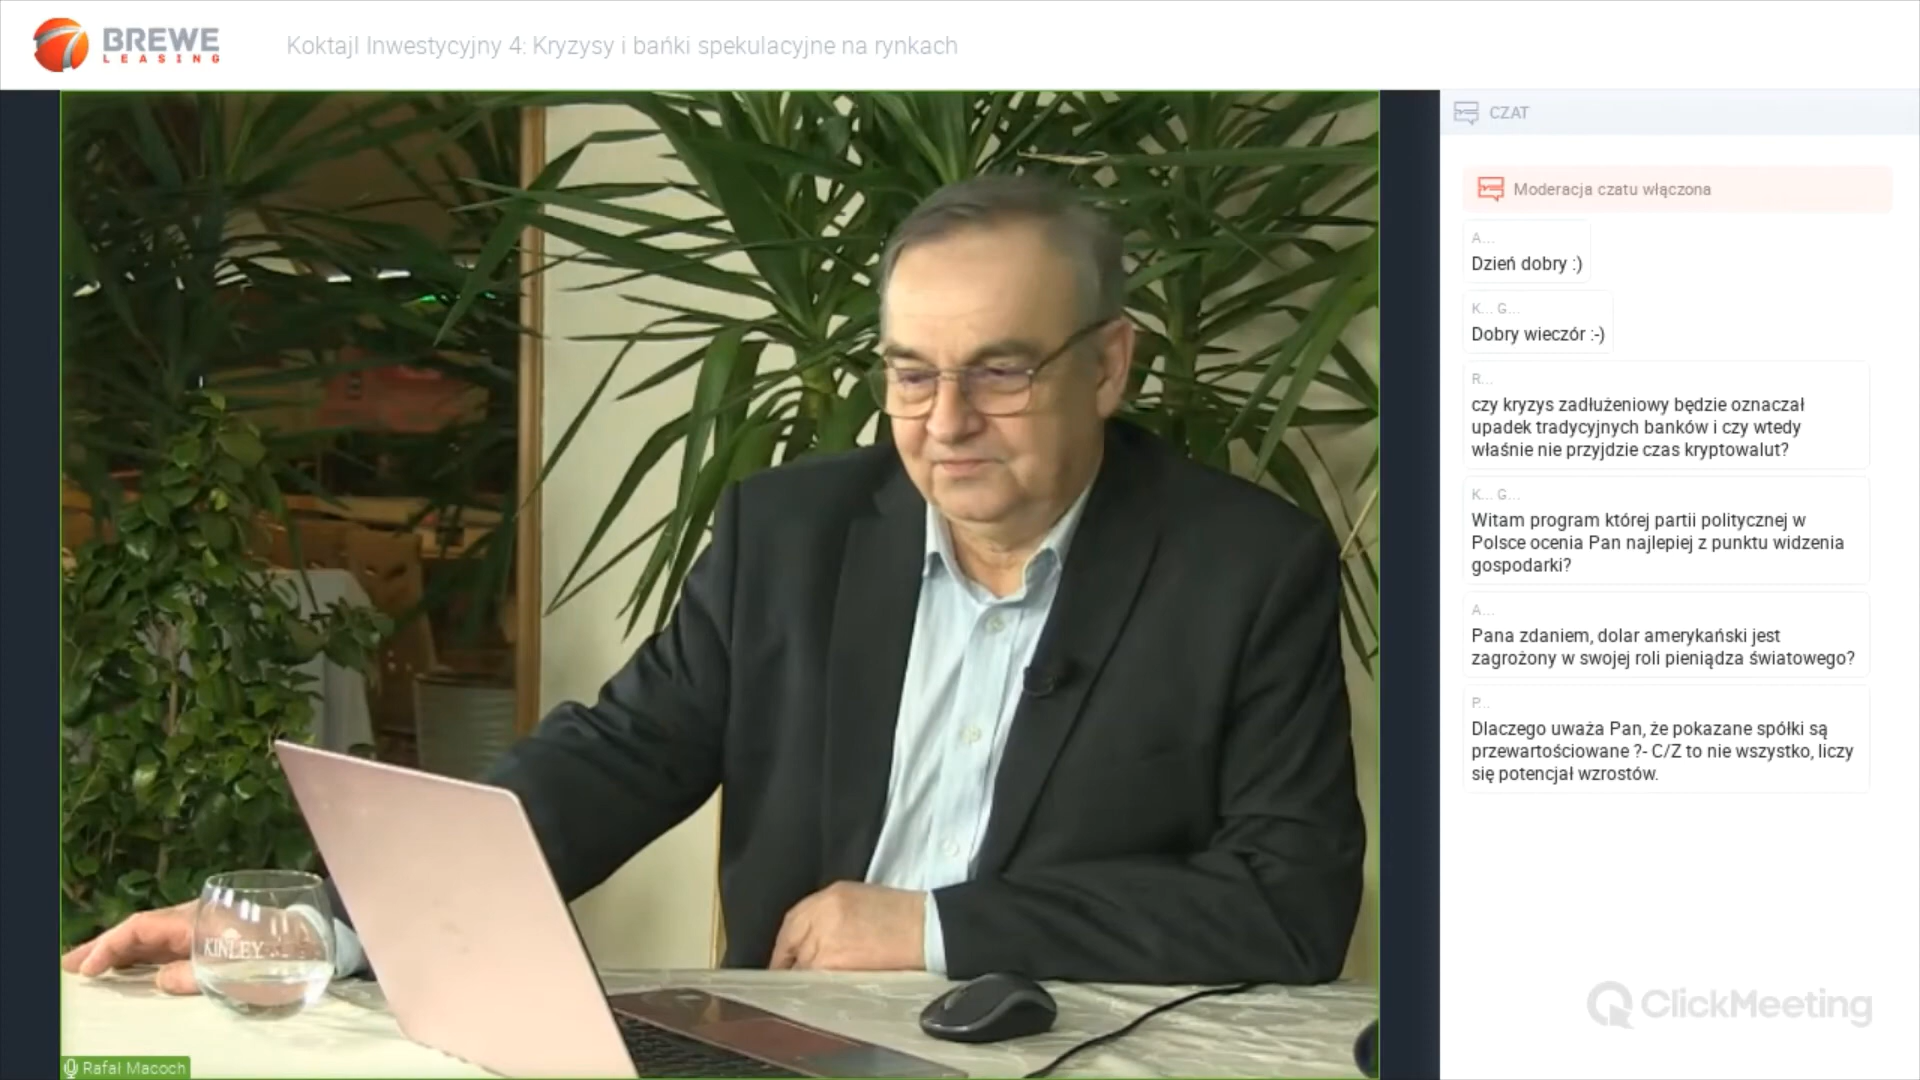 BREWE
LEASING
Koktajl Inwestycyjny 4: Kryzysy i bańki spekulacyjne na rynkach
CZAT
Moderacja czatu włączona
A...
Dzień dobry :)
K... G...
Dobry wieczór :-)
R...
czy kryzys zadłużeniowy będzie oznaczał
upadek tradycyjnych banków i czy wtedy
właśnie nie przyjdzie czas kryptowalut?
K... G...
Witam program której partii politycznej w
Polsce ocenia Pan najlepiej z punktu widzenia
gospodarki?
A...
Pana zdaniem, dolar amerykański jest
zagrożony w swojej roli pieniądza światowego?
P...
Dlaczego uważa Pan, że pokazane spółki są
przewartościowane ?- C/Z to nie wszystko, liczy
się potencjał wzrostów.
KINLEY
ClickMeeting
Rafał Macoch